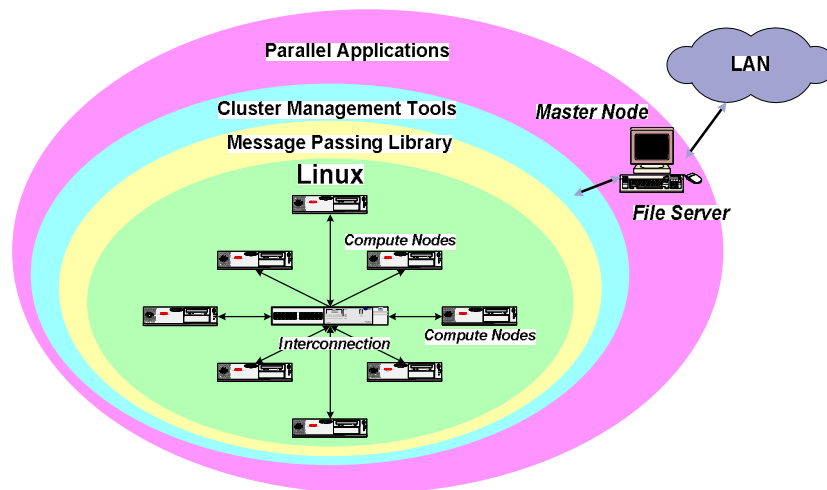 Parallel Applications
LAN
Cluster Management Tools
Master Node
Message Passing Library
Linux
File Server
Compute Nodes
Compute Nodes
Interconnection